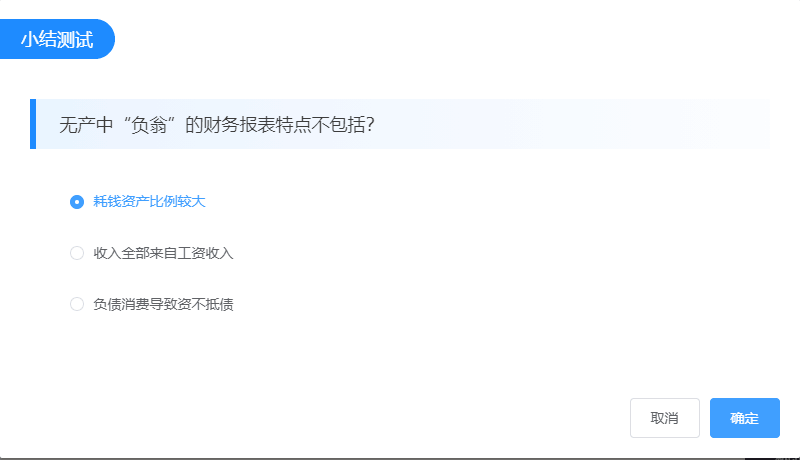 小结测试
无产中“负翁”的财务报表特点不包括？
耗钱资产比例较大
收入全部来自工资收入
负债消费导致资不抵债
取消
确定